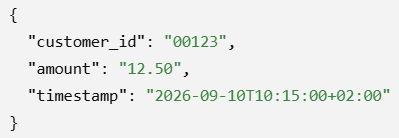 {
  "customer_id": "00123",
  "amount": "12.50",
  "timestamp": "2026-09-10T10:15:00+02:00"
}